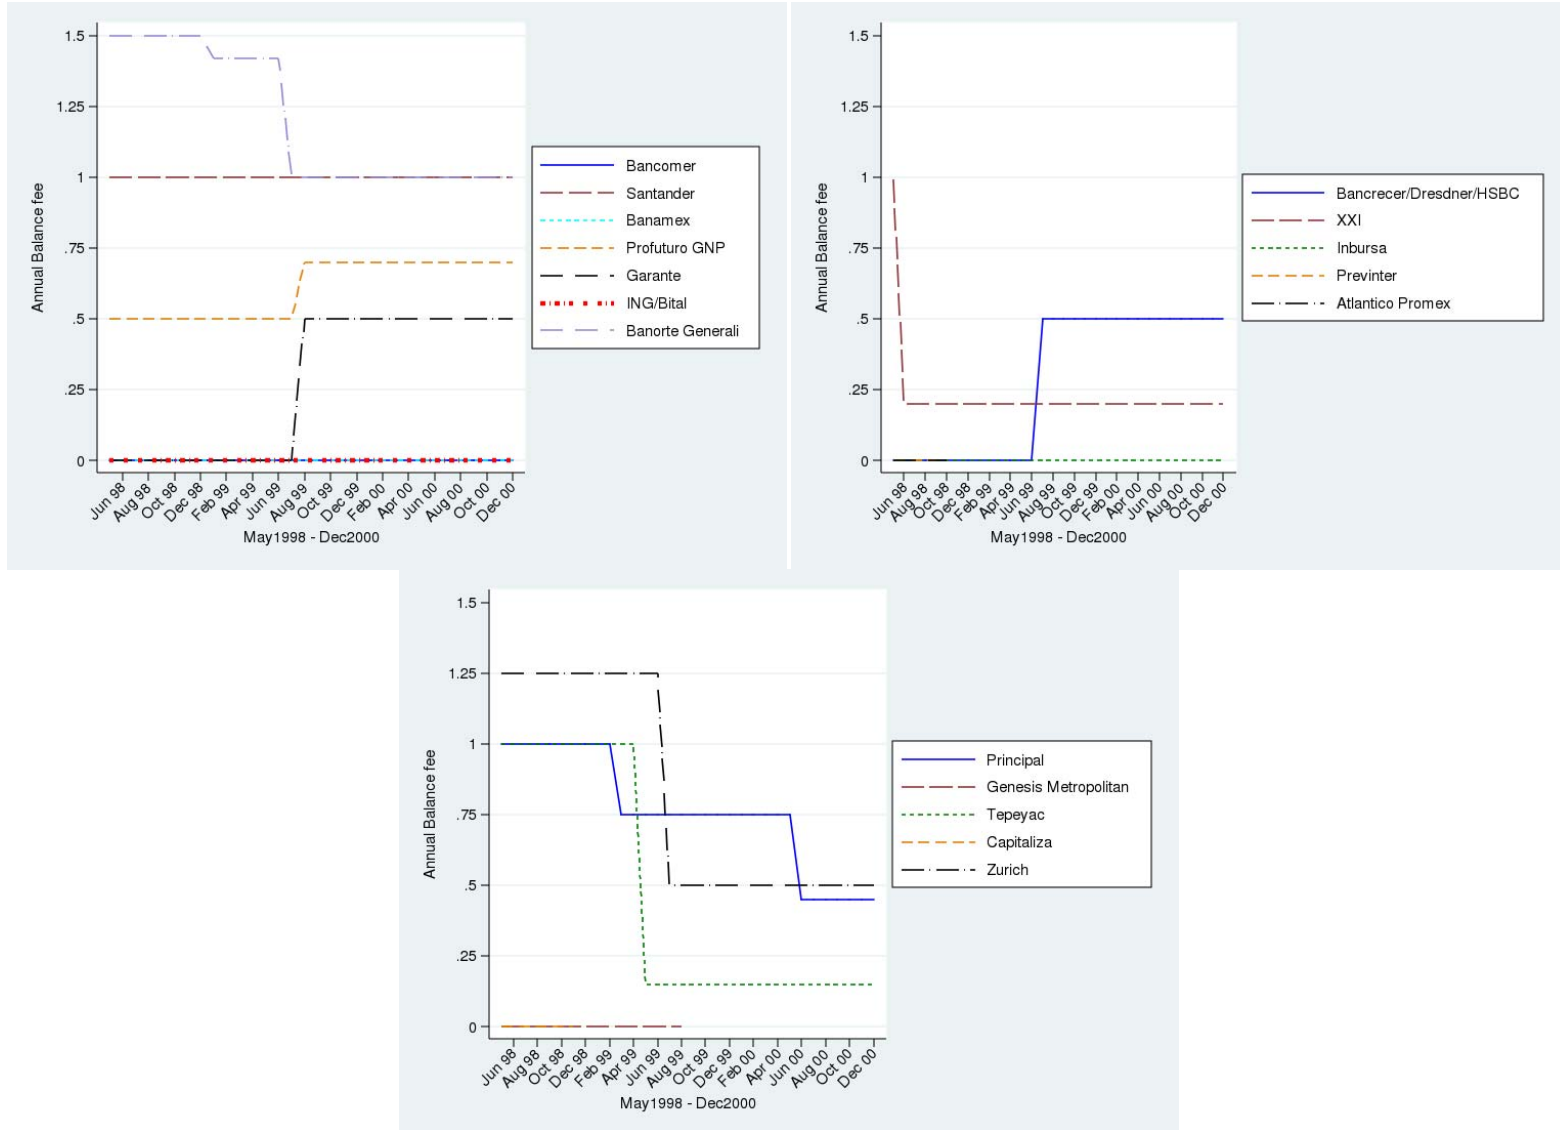 1.5
1.25
1
.75
.5
.25
0
Annual Balance fee
Jun 98
Aug 98
Oct 98
Dec 98
Feb 99
Apr 99
Jun 99
Aug 99
Oct 99
Dec 99
Feb 00
Apr 00
Jun 00
Aug 00
Oct 00
Dec 00
May1998 - Dec2000
Bancomer
Santander
Banamex
Profuturo GNP
Garante
ING/Bital
Banorte Generali
1.5
1.25
1
.75
.5
.25
0
Annual Balance fee
Jun 98
Aug 98
Oct 98
Dec 98
Feb 99
Apr 99
Jun 99
Aug 99
Oct 99
Dec 99
Feb 00
Apr 00
Jun 00
Aug 00
Oct 00
Dec 00
May1998 - Dec2000
Bancrecer/Dresdner/HSBC
XXI
Inbursa
Previnter
Atlantico Promex
1.5
1.25
1
.75
.5
.25
0
Annual Balance fee
Jun 98
Aug 98
Oct 98
Dec 98
Feb 99
Apr 99
Jun 99
Aug 99
Oct 99
Dec 99
Feb 00
Apr 00
Jun 00
Aug 00
Oct 00
Dec 00
May1998 - Dec2000
Principal
Genesis Metropolitan
Tepeyac
Capitaliza
Zurich